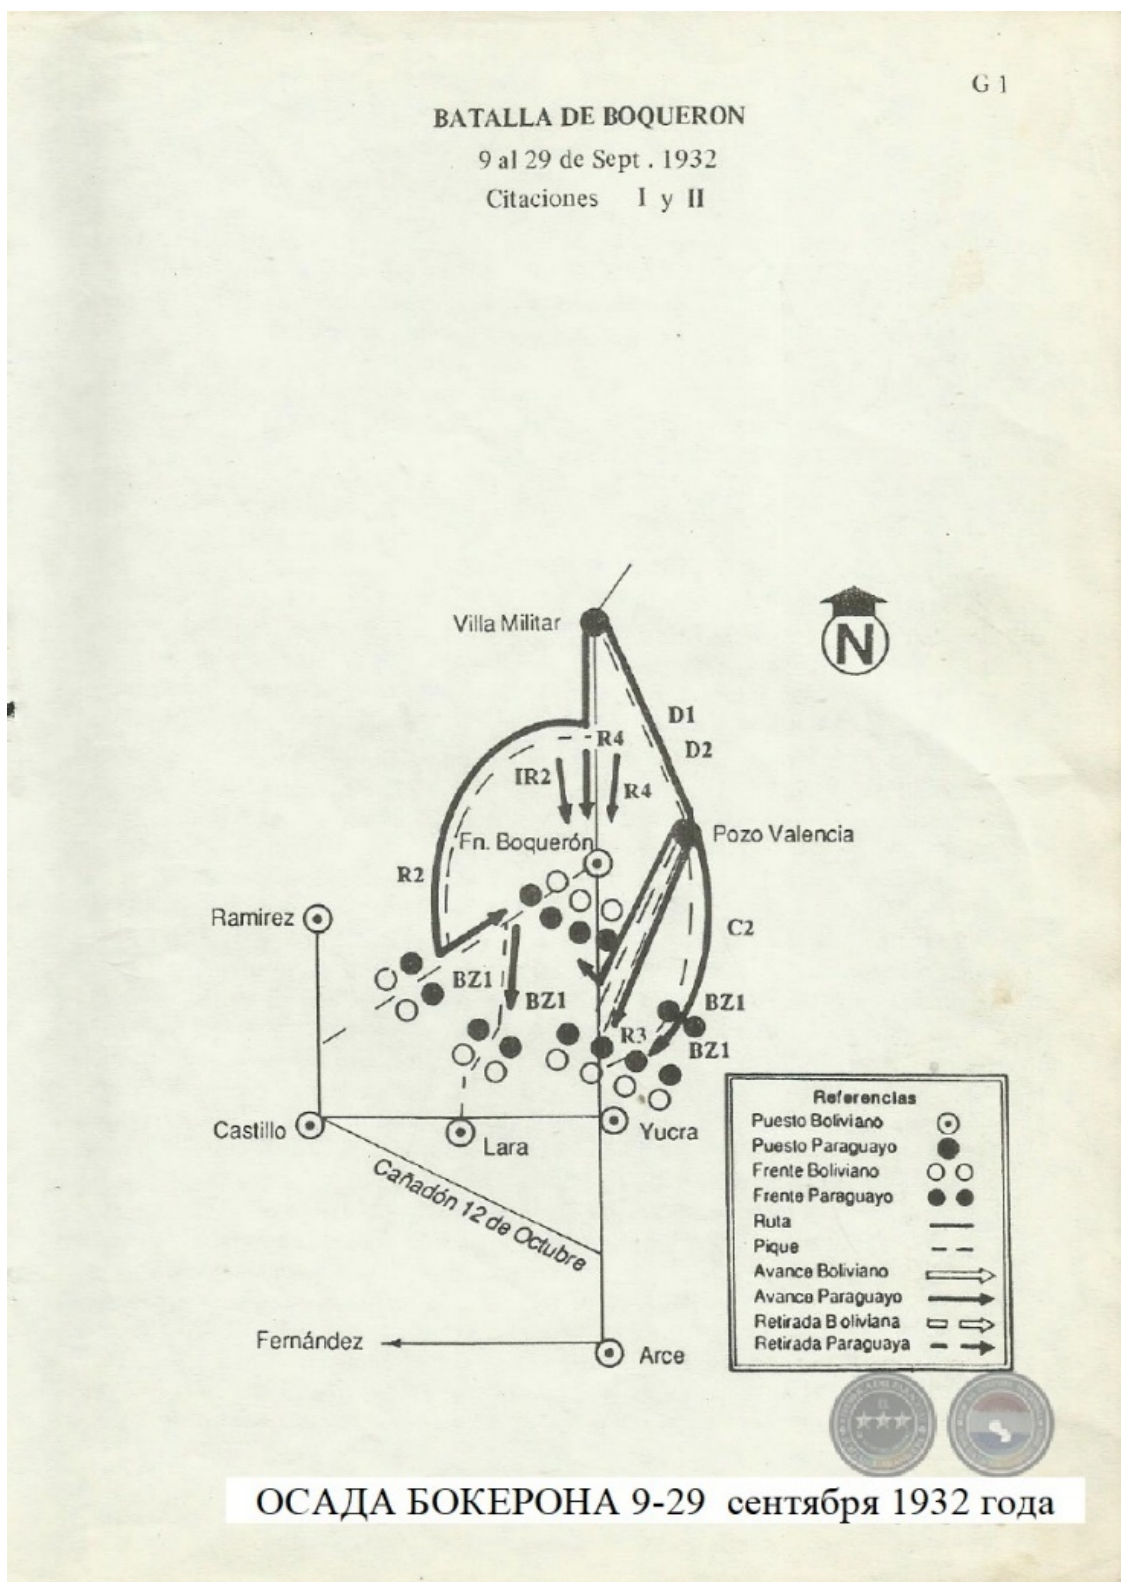 G 1
BATALLA DE BOQUERON
9 al 29 de Sept . 1932
Citaciones I y II
Villa Militar
N
D1
D2
R4
IR2
R4
Fn. Boquerón
Pozo Valencia
R2
Ramirez
C2
BZ1
BZ1
BZ1
R3
BZ1
Referencias
Puesto Boliviano
Puesto Paraguayo
Frente Boliviano
Frente Paraguayo
Ruta
Pique
Avance Boliviano
Avance Paraguayo
Retirada Boliviana
Retirada Paraguaya
Castillo
Lara
Yucra
Cañadón 12 de Octubre
Fernández
Arce
ОСАДА БОКЕРОНА 9-29 сентября 1932 года